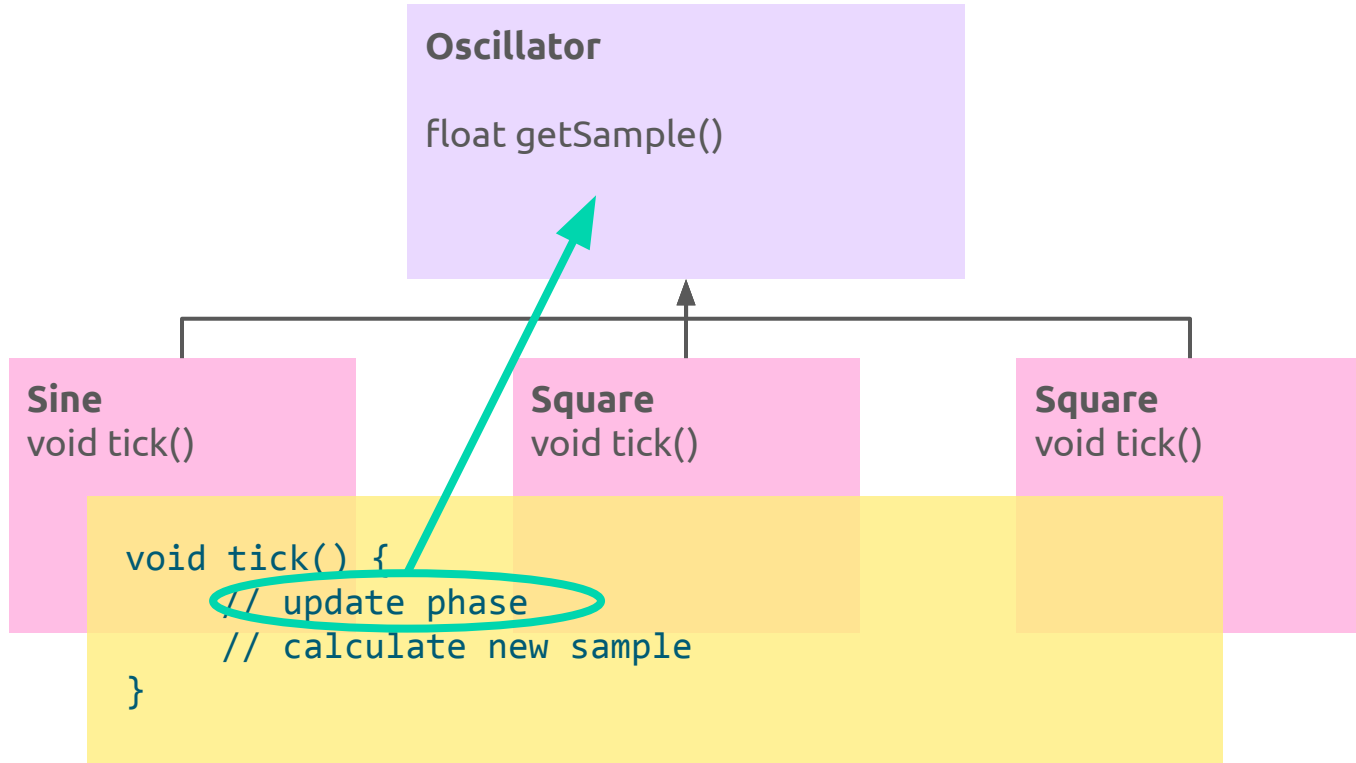 Oscillator
float getSample()
Sine
void tick()
Square
void tick()
Square
void tick()
void tick() {
// update phase
// calculate new sample
}